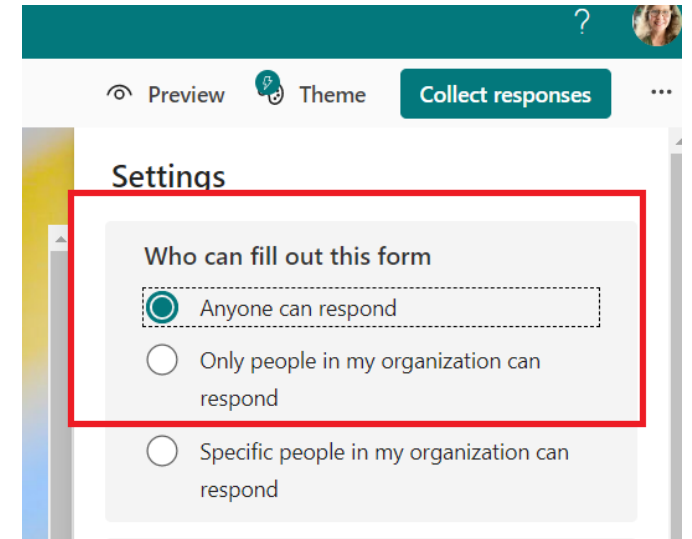 ?
Preview Theme Collect responses ...
Settings
Who can fill out this form
Anyone can respond
Only people in my organization can
respond
Specific people in my organization can
respond